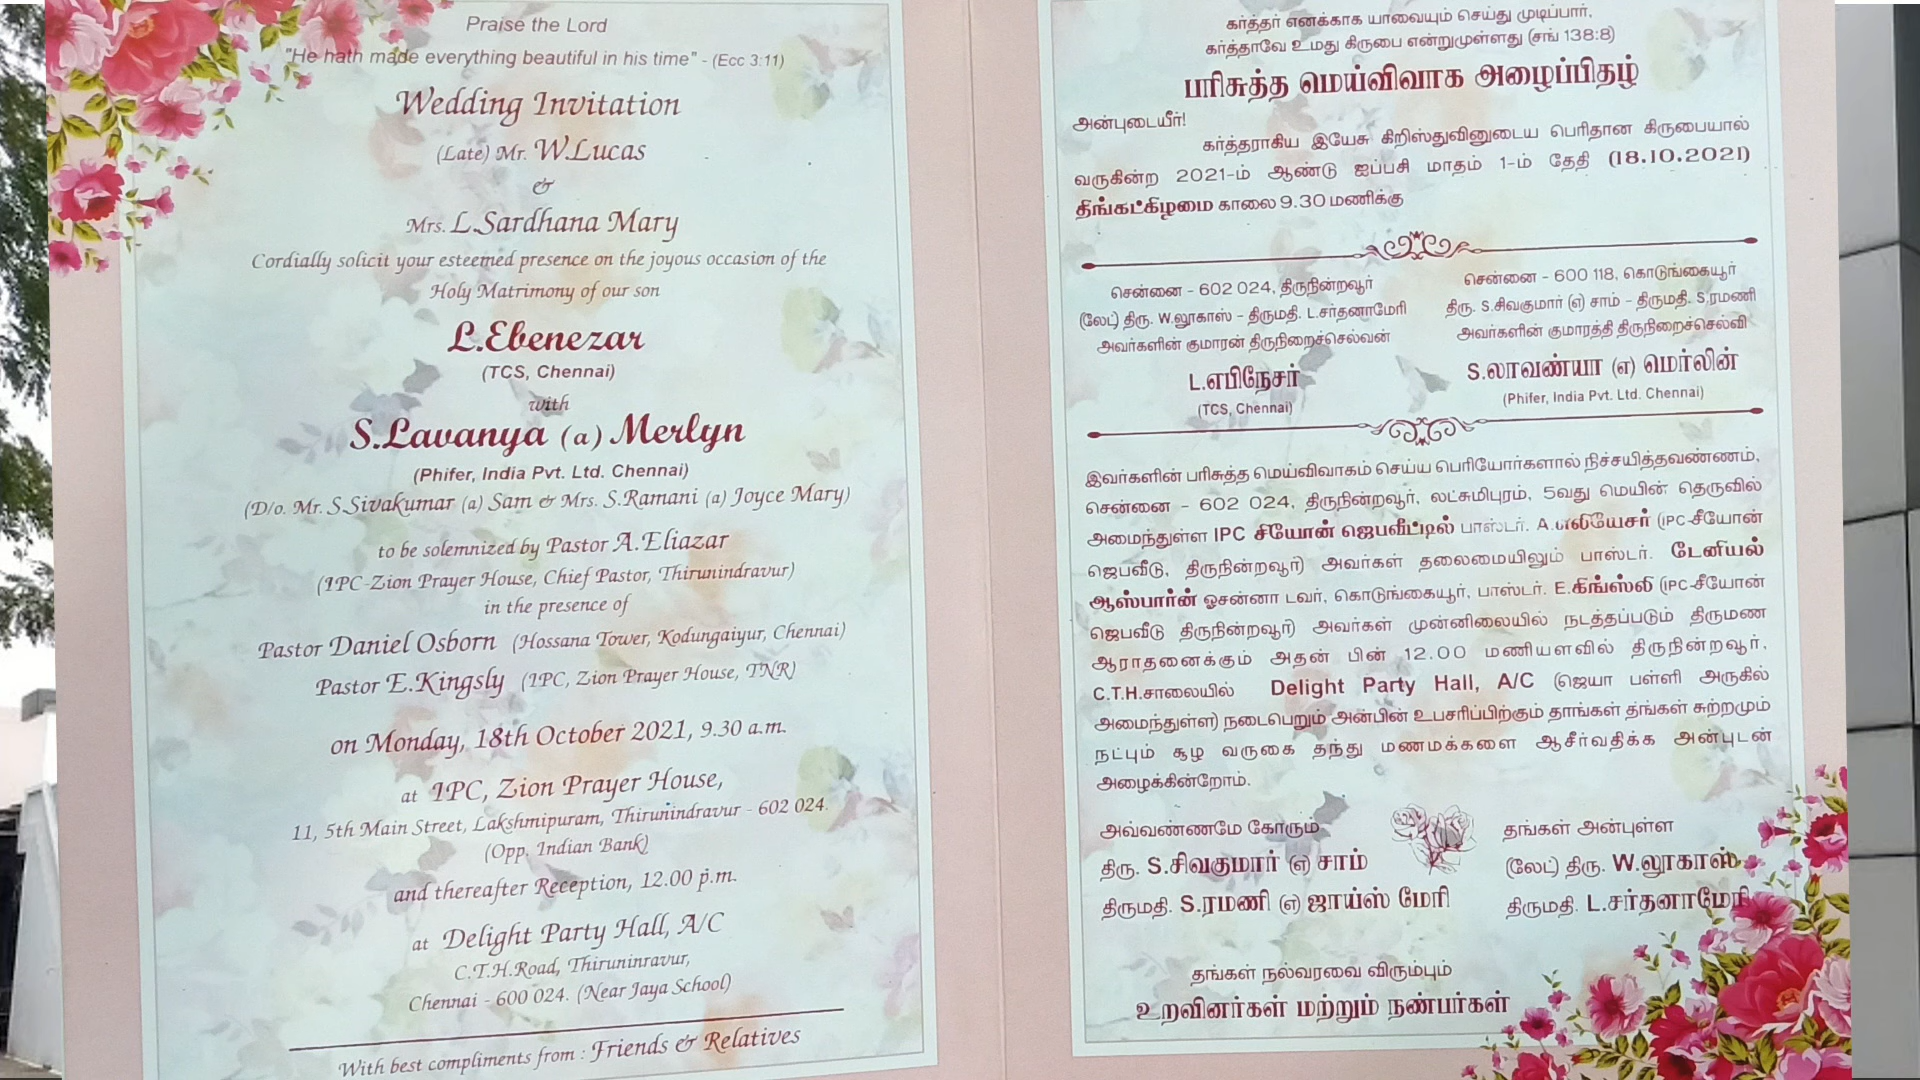 Praise the Lord
"He hath made everything beautiful in his time" - (Ecc 3:11)
Wedding Invitation
(Late) Mr. W.Lucas
&
Mrs. L.Sardhana Mary
Cordially solicit your esteemed presence on the joyous occasion of the
Holy Matrimony of our son
L.Ebenezar
(TCS, Chennai)
with
S.Lavanya (a) Merlyn
(Phifer, India Pvt. Ltd. Chennai)
(D/o. Mr. S.Sivakumar (a) Sam & Mrs. S.Ramani (a) Joyce Mary)
to be solemnized by Pastor A.Eliazar
(IPC-Zion Prayer House, Chief Pastor, Thirunindravur)
in the presence of
Pastor Daniel Osborn (Hossana Tower, Kodungaiyur, Chennai)
Pastor E.Kingsly (IPC, Zion Prayer House, TNR)
on Monday, 18th October 2021, 9.30 a.m.
at IPC, Zion Prayer House,
11, 5th Main Street, Lakshmipuram, Thirunindravur - 602 024.
(Opp. Indian Bank)
and thereafter Reception, 12.00 p.m.
at Delight Party Hall, A/C
C.T.H.Road, Thiruninravur,
Chennai - 600 024. (Near Jaya School)
With best compliments from : Friends & Relatives
கர்த்தர் எனக்காக யாவையும் செய்து முடிப்பார்,
கர்த்தாவே உமது கிருபை என்றுமுள்ளது (சங் 138:8)
பரிசுத்த மெய்விவாக அழைப்பிதழ்
அன்புடையீர்!
கர்த்தராகிய இயேசு கிறிஸ்துவினுடைய பெரிதான கிருபையால்
வருகின்ற 2021-ம் ஆண்டு ஐப்பசி மாதம் 1-ம் தேதி (18.10.2021)
திங்கட்கிழமை காலை 9.30 மணிக்கு
சென்னை - 602 024, திருநின்றவூர்
(லேட்) திரு. W.லூகாஸ் - திருமதி. L.சர்தனாமேரி
அவர்களின் குமாரன் திருநிறைச்செல்வன்
L.எபிநேசர்
(TCS, Chennai)
சென்னை - 600 118, கொடுங்கையூர்
திரு. S.சிவகுமார் (எ) சாம் - திருமதி. S.ரமணி
அவர்களின் குமாரத்தி திருநிறைச்செல்வி
S.லாவண்யா (எ) மெர்லின்
(Phifer, India Pvt. Ltd. Chennai)
இவர்களின் பரிசுத்த மெய்விவாகம் செய்ய பெரியோர்களால் நிச்சயித்தவண்ணம்,
சென்னை - 602 024, திருநின்றவூர், லட்சுமிபுரம், 5வது மெயின் தெருவில்
அமைந்துள்ள IPC சீயோன் ஜெபவீட்டில் பாஸ்டர். A.எலியேசர் (IPC-சீயோன்
ஜெபவீடு, திருநின்றவூர்) அவர்கள் தலைமையிலும் பாஸ்டர். டேனியல்
ஆஸ்பார்ன் ஓசன்னா டவர், கொடுங்கையூர், பாஸ்டர். E.கிங்ஸ்லி (IPC-சீயோன்
ஜெபவீடு திருநின்றவூர்) அவர்கள் முன்னிலையில் நடத்தப்படும் திருமண
ஆராதனைக்கும் அதன் பின் 12.00 மணியளவில் திருநின்றவூர்,
C.T.H.சாலையில் Delight Party Hall, A/C (ஜெயா பள்ளி அருகில்
அமைந்துள்ள) நடைபெறும் அன்பின் உபசரிப்பிற்கும் தாங்கள் தங்கள் சுற்றமும்
நட்பும் சூழ வருகை தந்து மணமக்களை ஆசீர்வதிக்க அன்புடன்
அழைக்கின்றோம்.
அவ்வண்ணமே கோரும்
திரு. S.சிவகுமார் (எ) சாம்
திருமதி. S.ரமணி (எ) ஜாய்ஸ் மேரி
தங்கள் அன்புள்ள
(லேட்) திரு. W.லூகாஸ்
திருமதி. L.சர்தனாமேரி
தங்கள் நல்வரவை விரும்பும்
உறவினர்கள் மற்றும் நண்பர்கள்